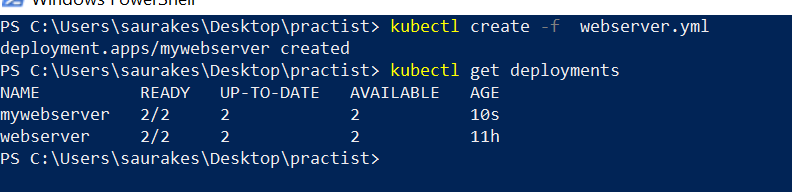 Windows PowerShell
PS C:\Users\saurakes\Desktop\practist> kubectl create -f  webserver.yml
deployment.apps/mywebserver created
PS C:\Users\saurakes\Desktop\practist> kubectl get deployments
NAME          READY   UP-TO-DATE   AVAILABLE   AGE
mywebserver   2/2     2            2           10s
webserver     2/2     2            2           11h
PS C:\Users\saurakes\Desktop\practist>